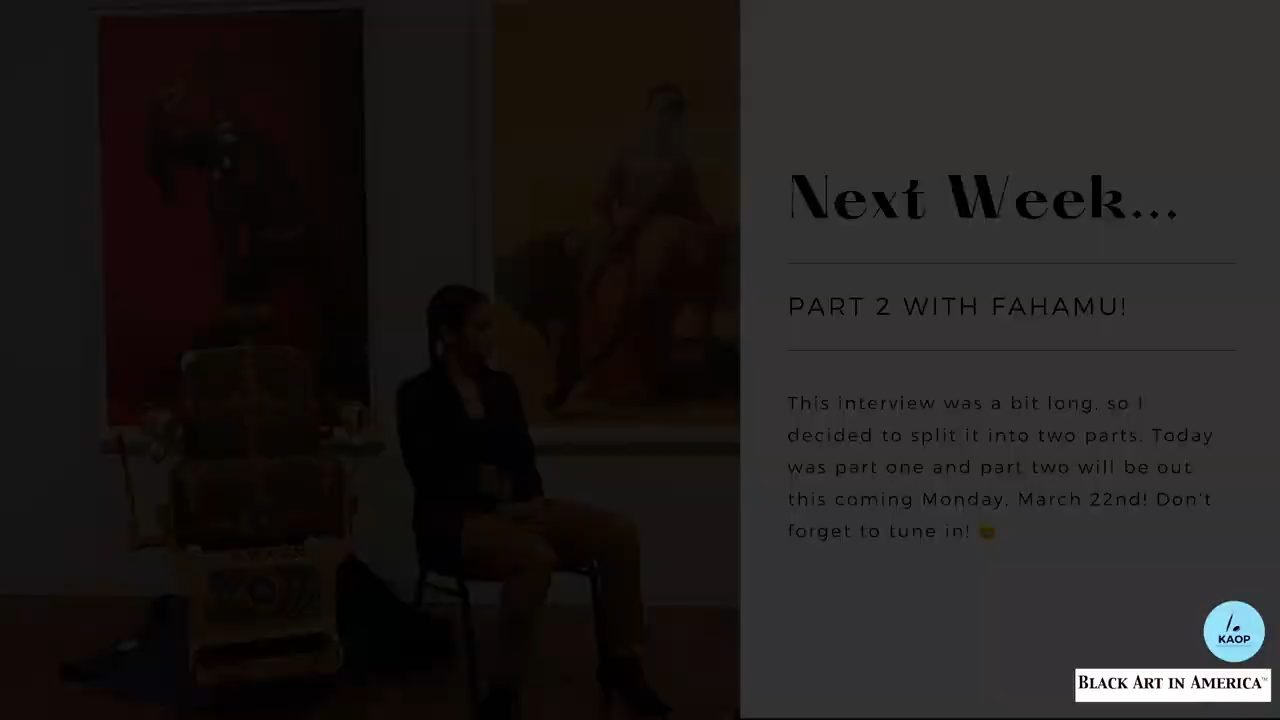 Next Week...
PART 2 WITH FAHAMU!
This interview was a bit long, so I
decided to split it into two parts. Today
was part one and part two will be out
this coming Monday, March 22nd! Don't
forget to tune in!
KAOP
BLACK ART IN AMERICA™